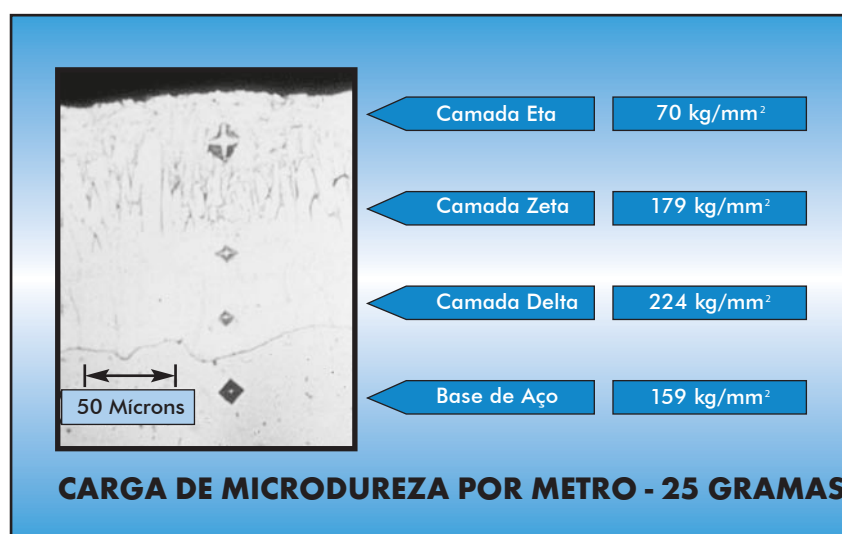 Camada Eta 70 kg/mm²
Camada Zeta 179 kg/mm²
Camada Delta 224 kg/mm²
50 Mícrons
Base de Aço 159 kg/mm²
CARGA DE MICRODUREZA POR METRO - 25 GRAMAS